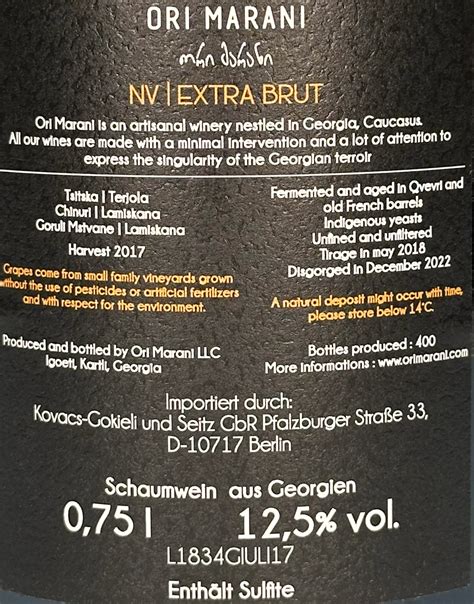 ORI MARANI
ორი მარანი
NV | EXTRA BRUT
Ori Marani is an artisanal winery nestled in Georgia, Caucasus.
All our wines are made with a minimal intervention and a lot of attention to
express the singularity of the Georgian terroir
Tsitska | Terjola
Chinuri | Lamiskana
Goruli Mstvane | Lamiskana
Harvest 2017
Grapes come from small family vineyards grown
without the use of pesticides or artificial fertilizers
and with respect for the environment.
Produced and bottled by Ori Marani LLC
Igoeti, Kartli, Georgia
Fermented and aged in Qvevri and
old French barrels
Indigenous yeasts
Unfined and unfiltered
Tirage in may 2018
Disgorged in December 2022
A natural deposit might occur with time,
please store below 14°C.
Bottles produced : 400
More informations : www.orimarani.com
Importiert durch:
Kovacs-Gokieli und Seitz GbR Pfalzburger Straße 33,
D-10717 Berlin
Schaumwein aus Georgien
0,75 l 12,5% vol.
L1834GIULI17
Enthält Sulfite